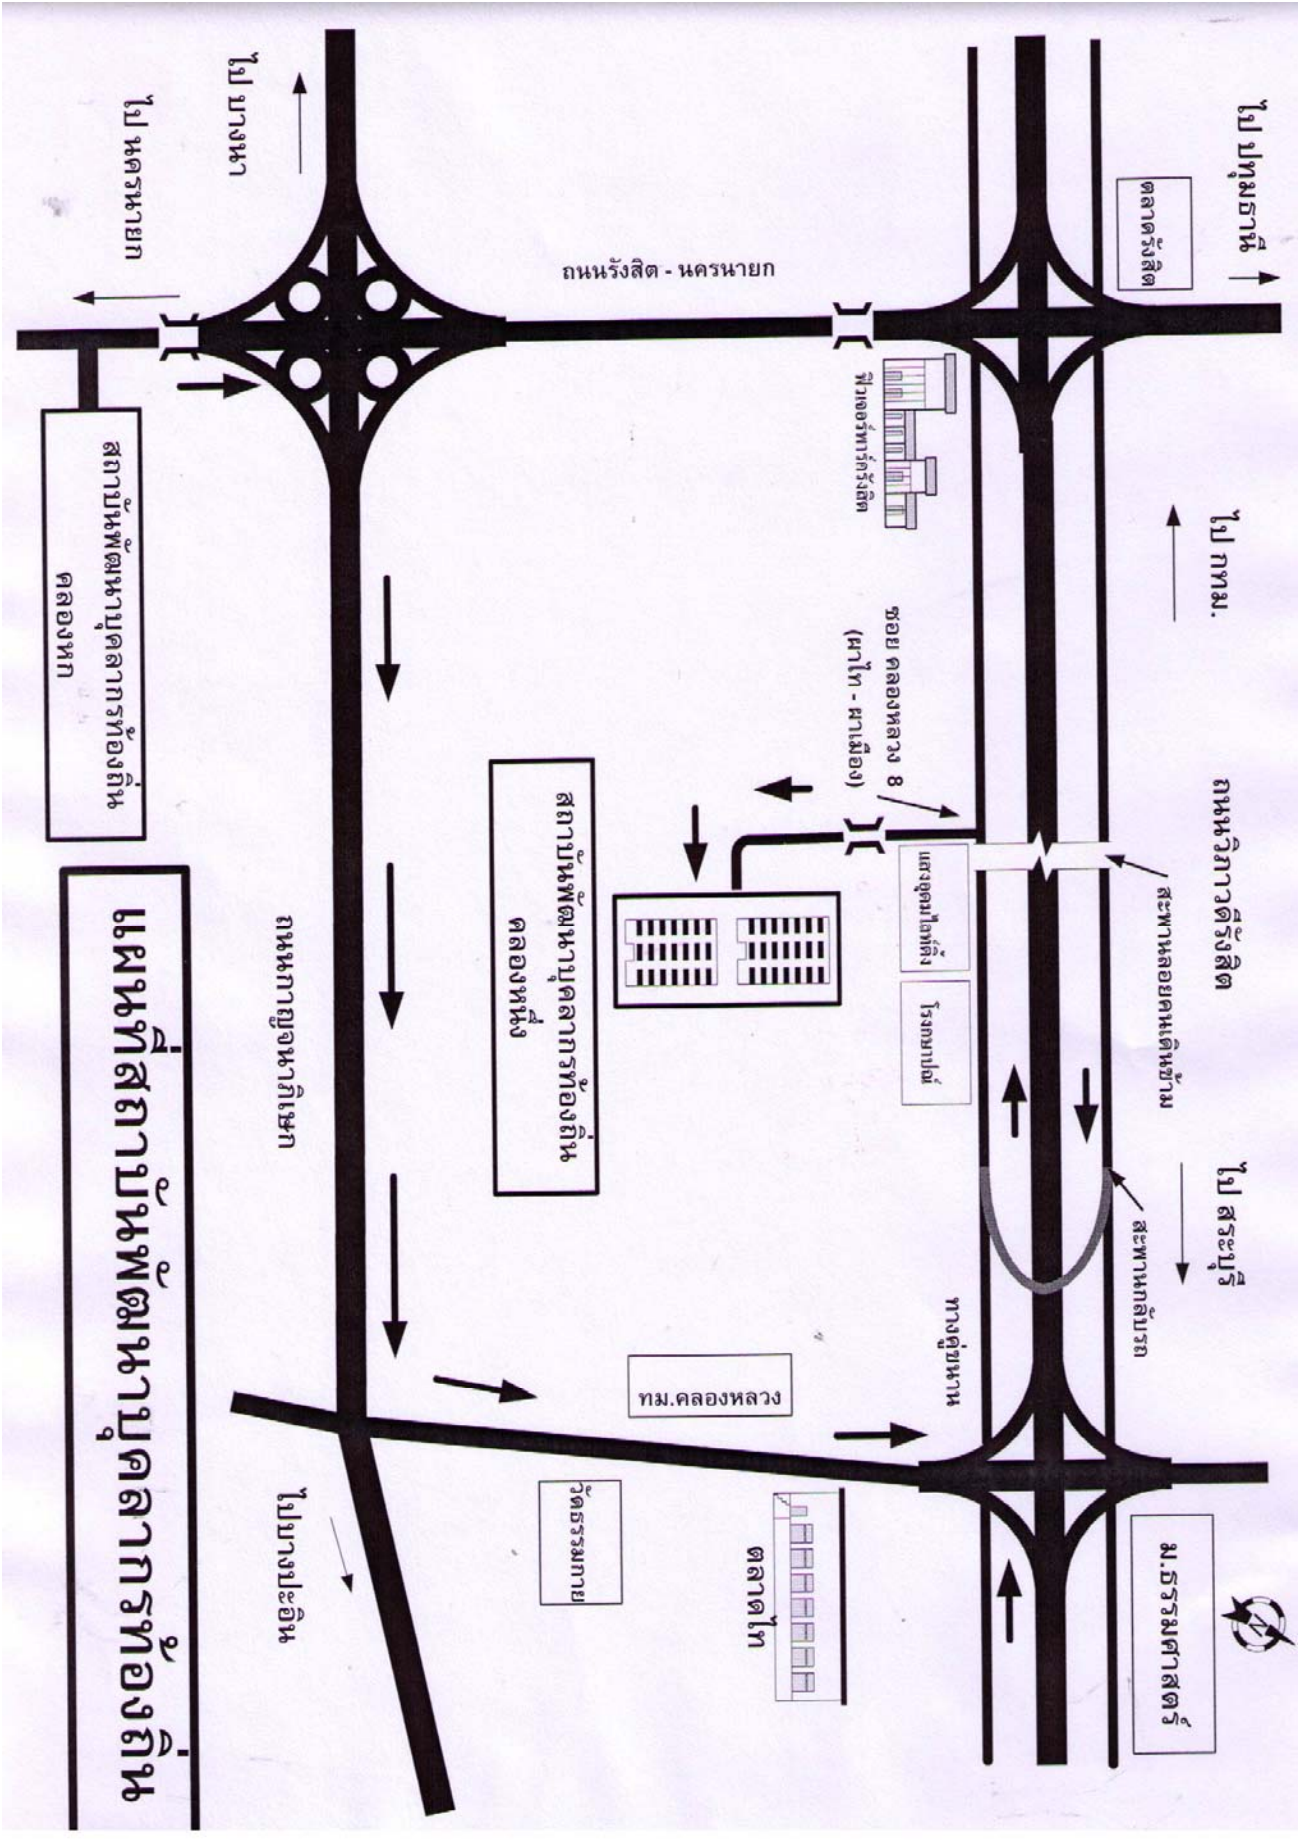 ไป ปทุมธานี
ตลาดรังสิต
ไป กทม.
ถนนวิภาวดีรังสิต
สะพานลอยคนเดินข้าม
ไป สระบุรี
สะพานกลับรถ
ม.ธรรมศาสตร์
N
ฟิวเจอร์พาร์ครังสิต
ซอย คลองหลวง 8
(ผาไท - ผาเมือง)
แสงอุดมไลท์ติ้ง
โรงกษาปณ์
ทางคู่ขนาน
ถนนรังสิต - นครนายก
สถาบันพัฒนาบุคลากรท้องถิ่น
คลองหนึ่ง
ทม.คลองหลวง
วัดธรรมกาย
ตลาดไท
ไป บางนา
ไป นครนายก
ถนนกาญจนาภิเษก
ไปบางปะอิน
สถาบันพัฒนาบุคลากรท้องถิ่น
คลองหก
แผนที่สถาบันพัฒนาบุคลากรท้องถิ่น